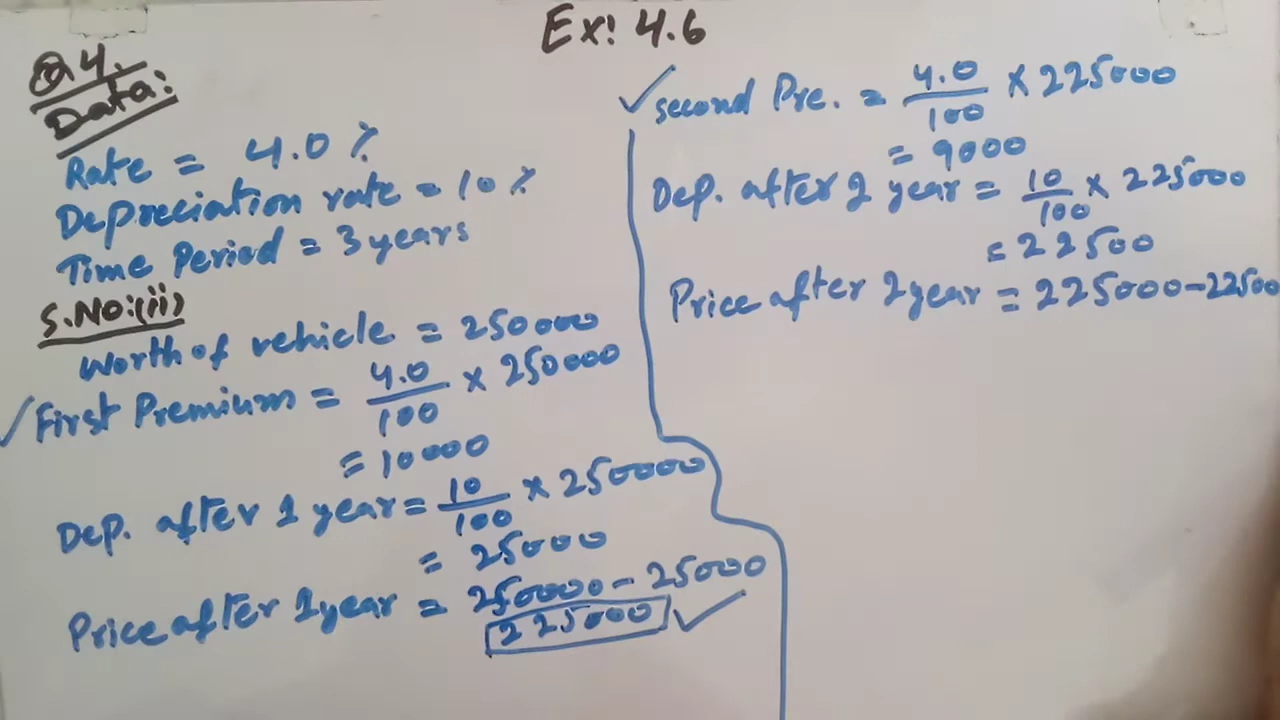 Ex: 4.6
Q4.
Data:
Rate = 4.0 %
Depreciation rate = 10 %
Time Period = 3 years
S.No:(ii)
Worth of vehicle = 250000
✓ First Premium = 4.0/100 × 250000
= 10000
Dep. after 1 year = 10/100 × 250000
= 25000
Price after 1 year = 250000 - 25000
225000 ✓
✓ second Pre. = 4.0/100 × 225000
= 9000
Dep. after 2 year = 10/100 × 225000
= 22500
Price after 2 year = 225000 - 22500